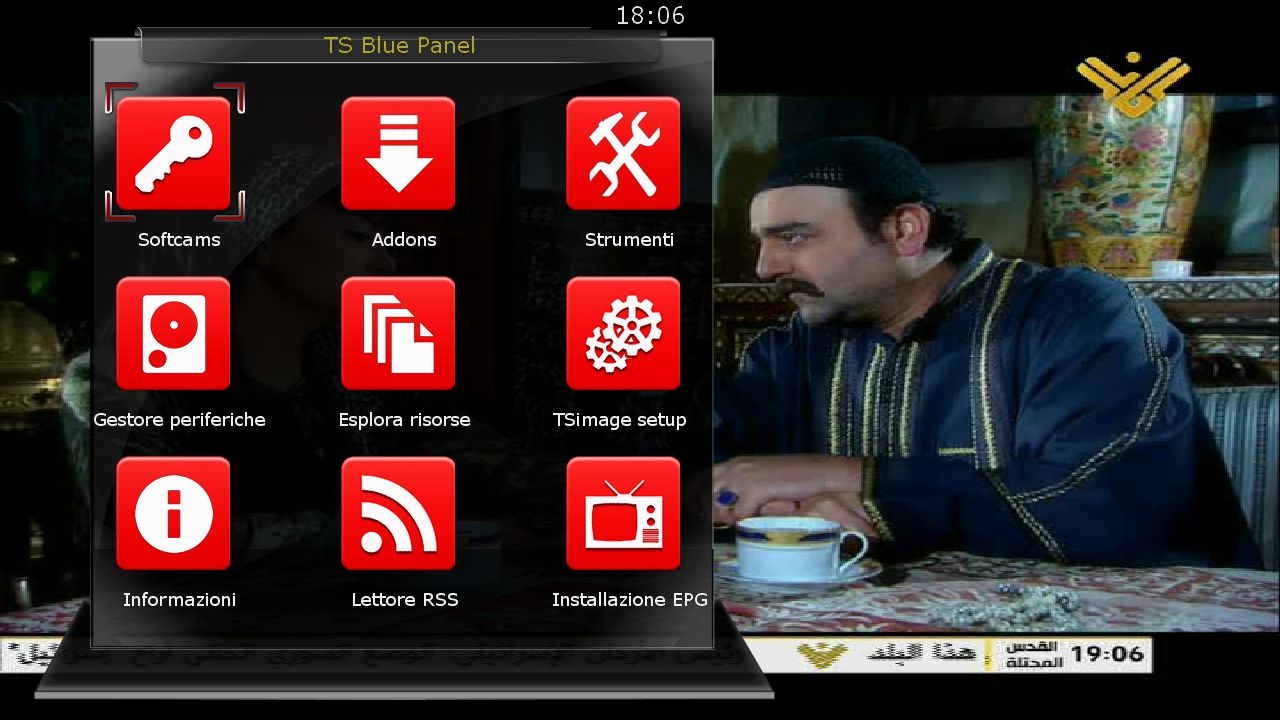 18:06
TS Blue Panel
Softcams
Addons
Strumenti
Gestore periferiche
Esplora risorse
TSimage setup
Informazioni
Lettore RSS
Installazione EPG
هذا البلد
القدس المحتلة
19:06